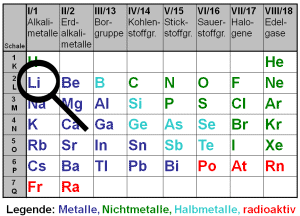 I/1 II/2 III/13 IV/14 V/15 VI/16 VII/17 VIII/18
Schale Alkali-metalle Erd-alkali-metalle Bor-gruppe Kohlen-stoffgr. Stick-stoffgr. Sauer-stoffgr. Halo-gene Edel-gase
1 K H He
2 L Li Be B C N O F Ne
3 M Na Mg Al Si P S Cl Ar
4 N K Ca Ga Ge As Se Br Kr
5 O Rb Sr In Sn Sb Te I Xe
6 P Cs Ba Tl Pb Bi Po At Rn
7 Q Fr Ra
Legende: Metalle, Nichtmetalle, Halbmetalle, radioaktiv